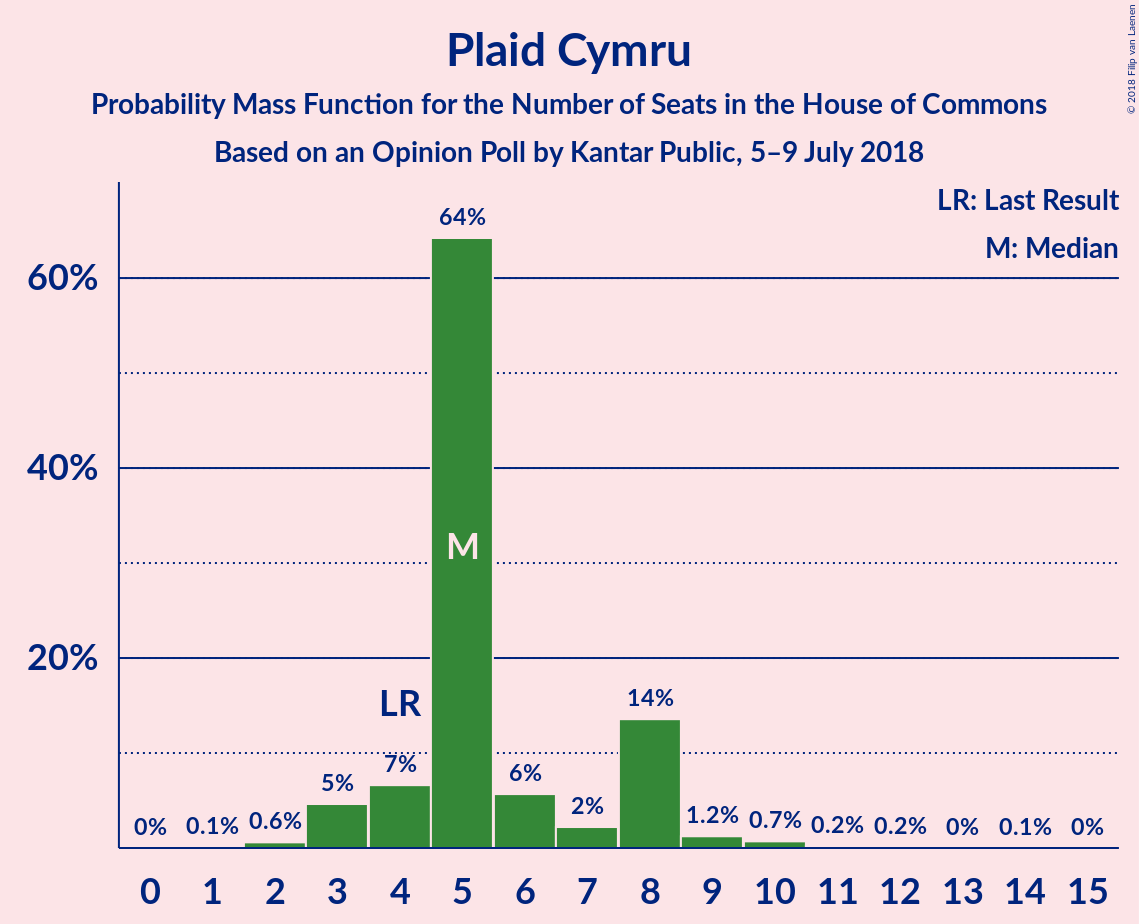 Plaid Cymru
Probability Mass Function for the Number of Seats in the House of Commons
Based on an Opinion Poll by Kantar Public, 5–9 July 2018
© 2018 Filip van Laenen
LR: Last Result
M: Median
60%
40%
20%
0%
0.1%
0.6%
5%
7%
LR
64%
M
6%
2%
14%
1.2%
0.7%
0.2%
0.2%
0%
0.1%
0%
0 1 2 3 4 5 6 7 8 9 10 11 12 13 14 15